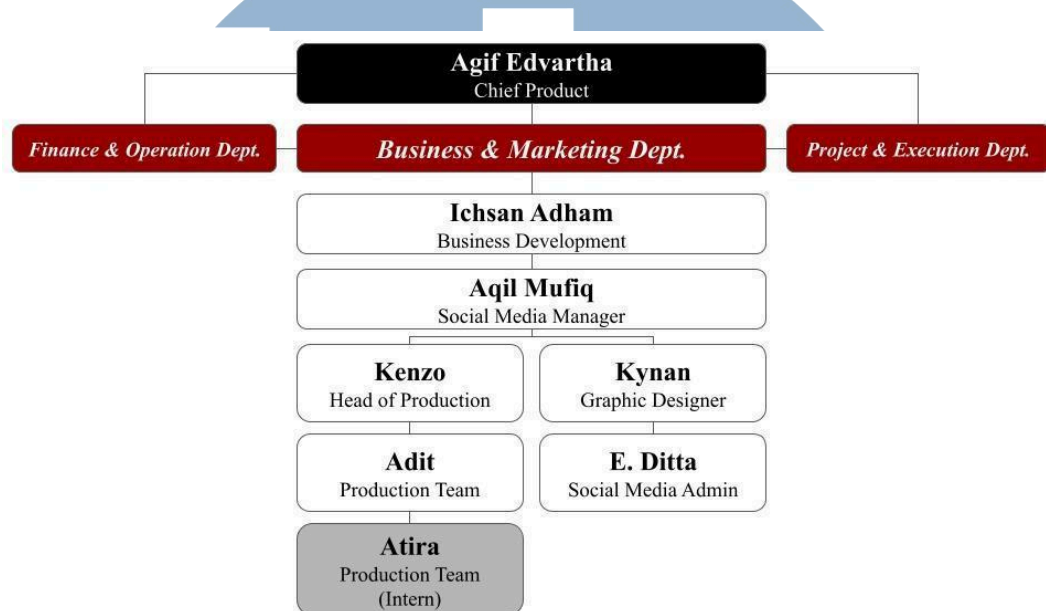 Agif Edvartha
Chief Product
Finance & Operation Dept.
Business & Marketing Dept.
Project & Execution Dept.
Ichsan Adham
Business Development
Aqil Mufiq
Social Media Manager
Kenzo
Head of Production
Kynan
Graphic Designer
Adit
Production Team
E. Ditta
Social Media Admin
Atira
Production Team
(Intern)